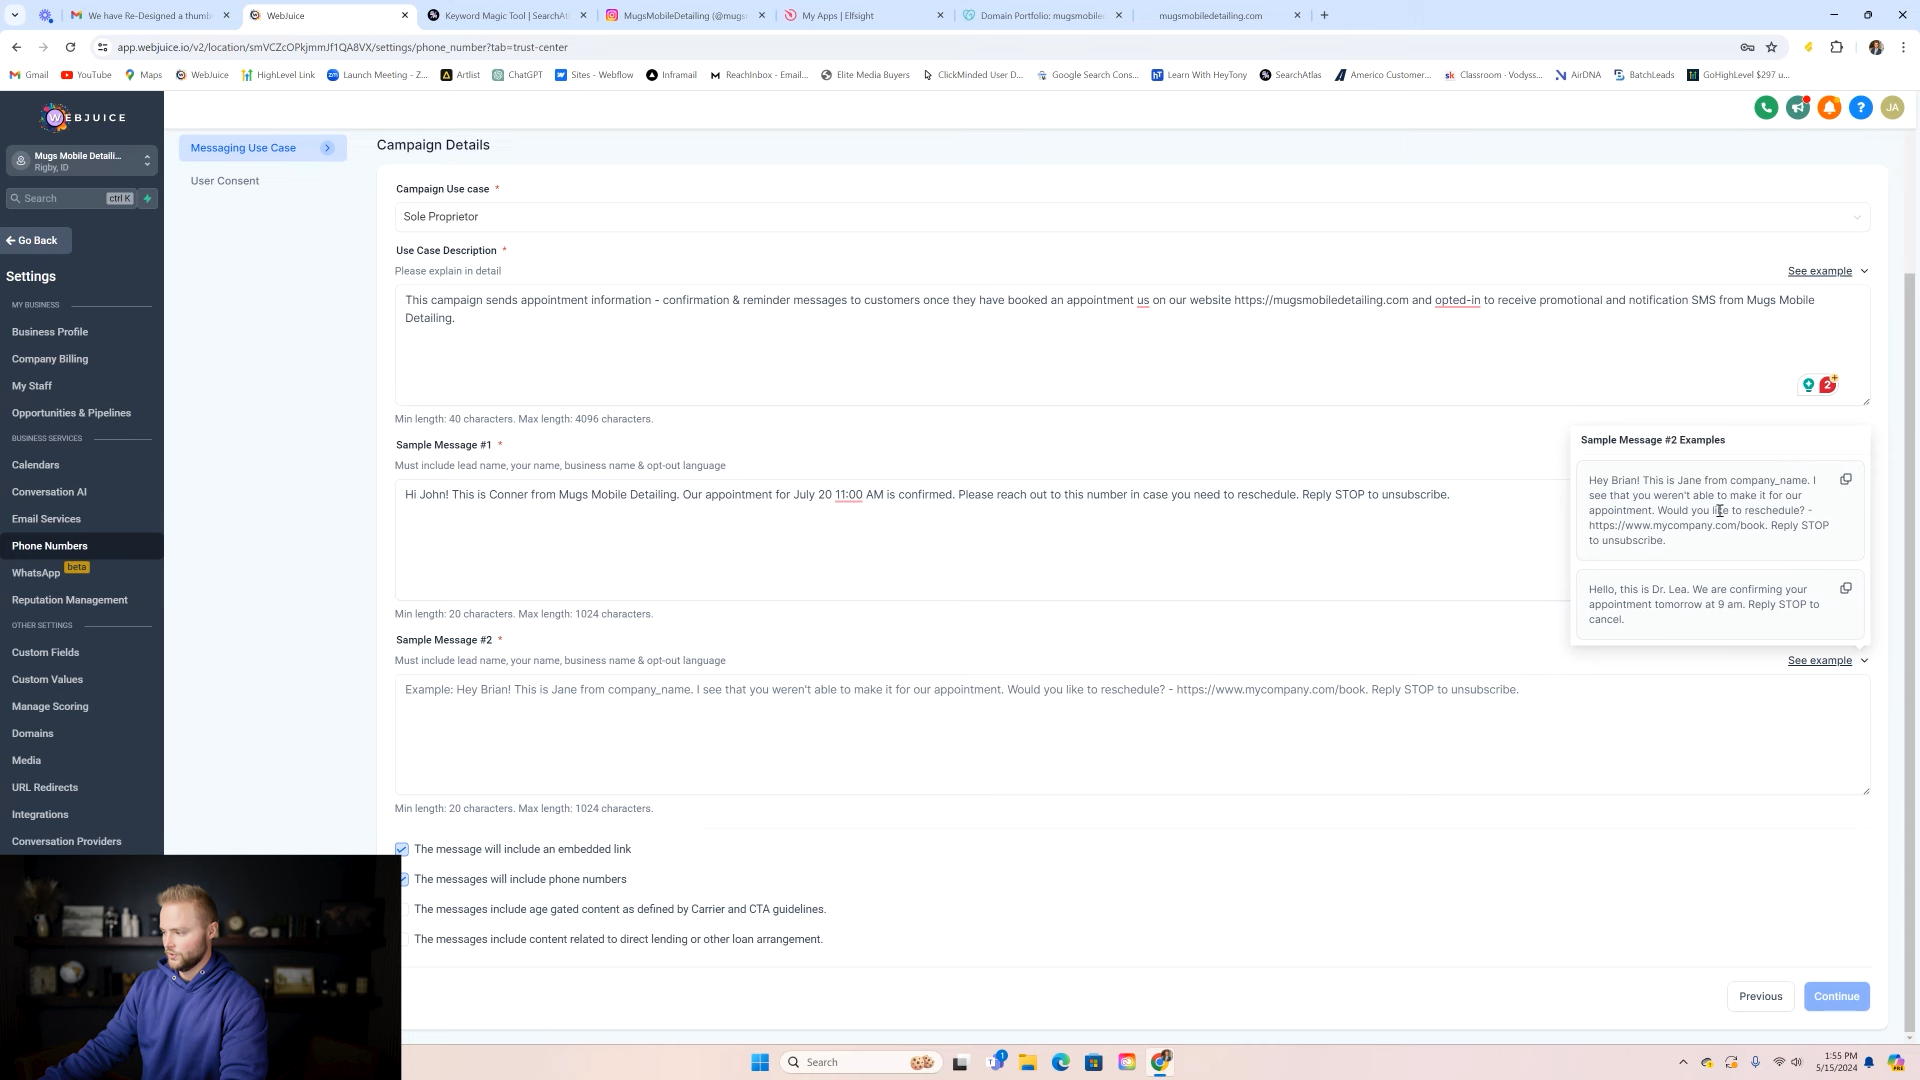 We have Re-Designed a thumb
WebJuice
Keyword Magic Tool | SearchAt
MugsMobileDetailing (@mugs
My Apps | Elfsight
Domain Portfolio: mugsmobile
mugsmobiledetailing.com
app.webjuice.io/v2/location/smVCZcOPkjmmJf1QA8VX/settings/phone_number?tab=trust-center
Gmail
YouTube
Maps
WebJuice
HighLevel Link
Launch Meeting - Z...
Artlist
ChatGPT
Sites - Webflow
Inframail
ReachInbox - Email...
Elite Media Buyers
ClickMinded User D...
Google Search Cons...
Learn With HeyTony
SearchAtlas
Americo Customer...
Classroom - Vodyss...
AirDNA
BatchLeads
GoHighLevel $297 u...
WEBJUICE
JA
Mugs Mobile Detaili...
Rigby, ID
Search
ctrl K
Go Back
Settings
MY BUSINESS
Business Profile
Company Billing
My Staff
Opportunities & Pipelines
BUSINESS SERVICES
Calendars
Conversation AI
Email Services
Phone Numbers
WhatsApp
beta
Reputation Management
OTHER SETTINGS
Custom Fields
Custom Values
Manage Scoring
Domains
Media
URL Redirects
Integrations
Conversation Providers
Messaging Use Case
User Consent
Campaign Details
Campaign Use case *
Sole Proprietor
Use Case Description *
Please explain in detail
See example
This campaign sends appointment information - confirmation & reminder messages to customers once they have booked an appointment us on our website https://mugsmobiledetailing.com and opted-in to receive promotional and notification SMS from Mugs Mobile
Detailing.
2
Min length: 40 characters. Max length: 4096 characters.
Sample Message #1 *
Must include lead name, your name, business name & opt-out language
Hi John! This is Conner from Mugs Mobile Detailing. Our appointment for July 20 11:00 AM is confirmed. Please reach out to this number in case you need to reschedule. Reply STOP to unsubscribe.
Min length: 20 characters. Max length: 1024 characters.
Sample Message #2 Examples
Hey Brian! This is Jane from company_name. I
see that you weren't able to make it for our
appointment. Would you like to reschedule? -
https://www.mycompany.com/book. Reply STOP
to unsubscribe.
Hello, this is Dr. Lea. We are confirming your
appointment tomorrow at 9 am. Reply STOP to
cancel.
Sample Message #2 *
Must include lead name, your name, business name & opt-out language
See example
Example: Hey Brian! This is Jane from company_name. I see that you weren't able to make it for our appointment. Would you like to reschedule? - https://www.mycompany.com/book. Reply STOP to unsubscribe.
Min length: 20 characters. Max length: 1024 characters.
The message will include an embedded link
The messages will include phone numbers
The messages include age gated content as defined by Carrier and CTA guidelines.
The messages include content related to direct lending or other loan arrangement.
Previous
Continue
Search
1
1:55 PM
5/15/2024